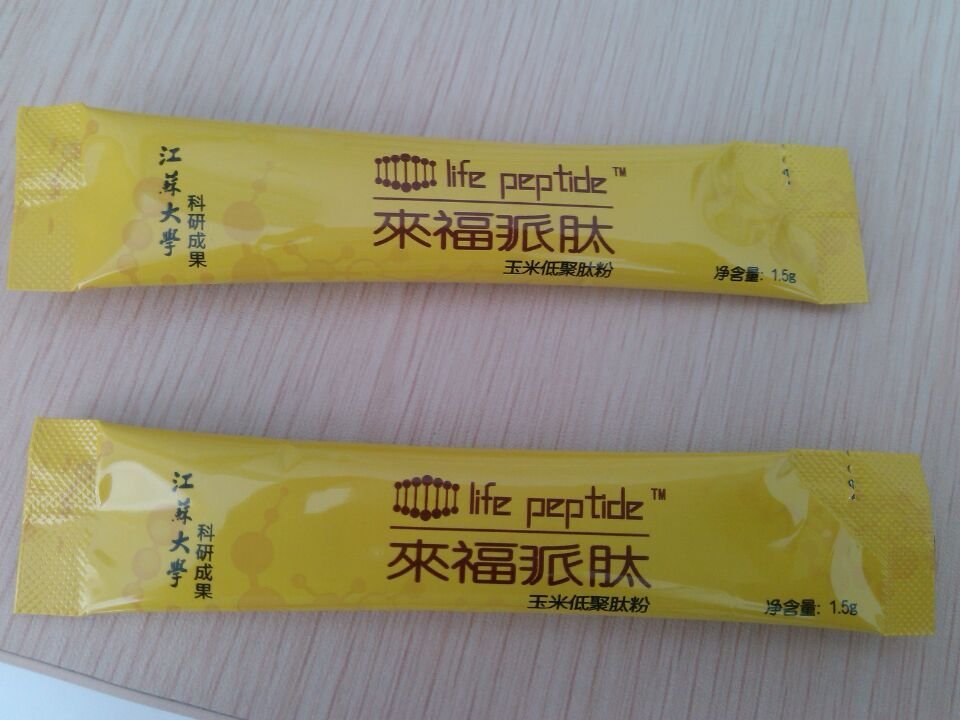 江蘇大學
科研成果
life peptide™
來福派肽
玉米低聚肽粉
净含量: 1.5g
江蘇大學
科研成果
life peptide™
來福派肽
玉米低聚肽粉
净含量: 1.5g